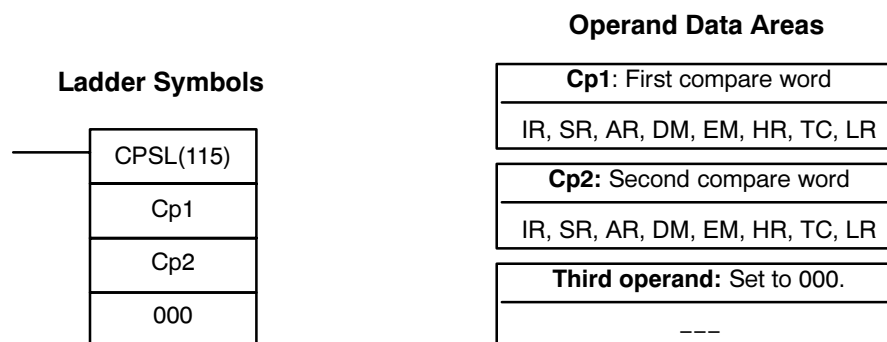 Operand Data Areas
Ladder Symbols
CPSL(115)
Cp1
Cp2
000
Cp1: First compare word
IR, SR, AR, DM, EM, HR, TC, LR
Cp2: Second compare word
IR, SR, AR, DM, EM, HR, TC, LR
Third operand: Set to 000.
---